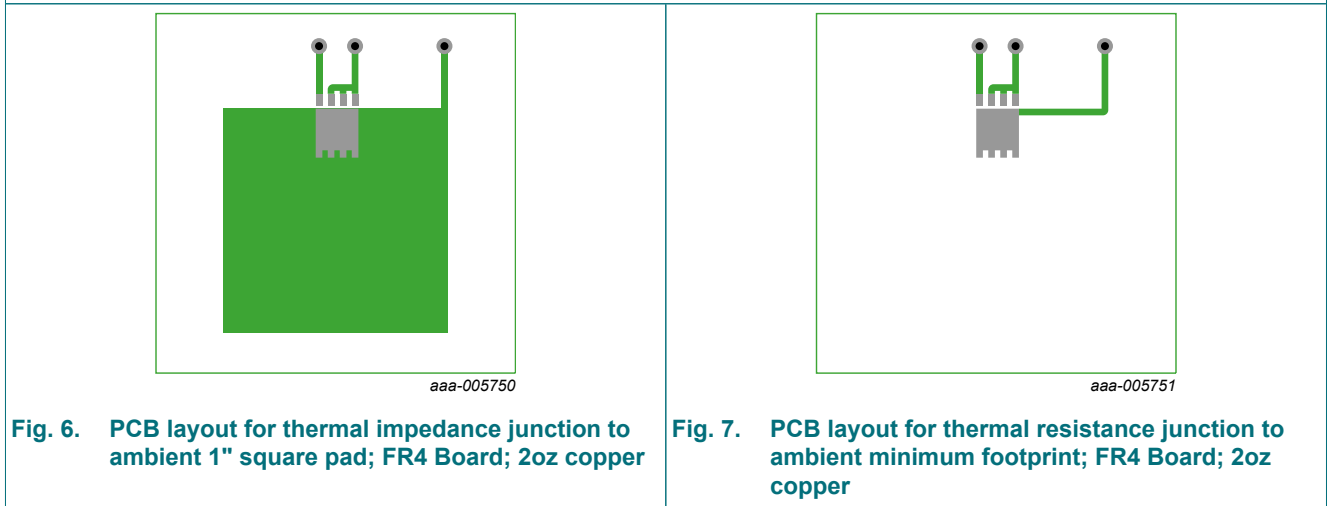 aaa-005750
Fig. 6. PCB layout for thermal impedance junction to
ambient 1" square pad; FR4 Board; 2oz copper
aaa-005751
Fig. 7. PCB layout for thermal resistance junction to
ambient minimum footprint; FR4 Board; 2oz
copper